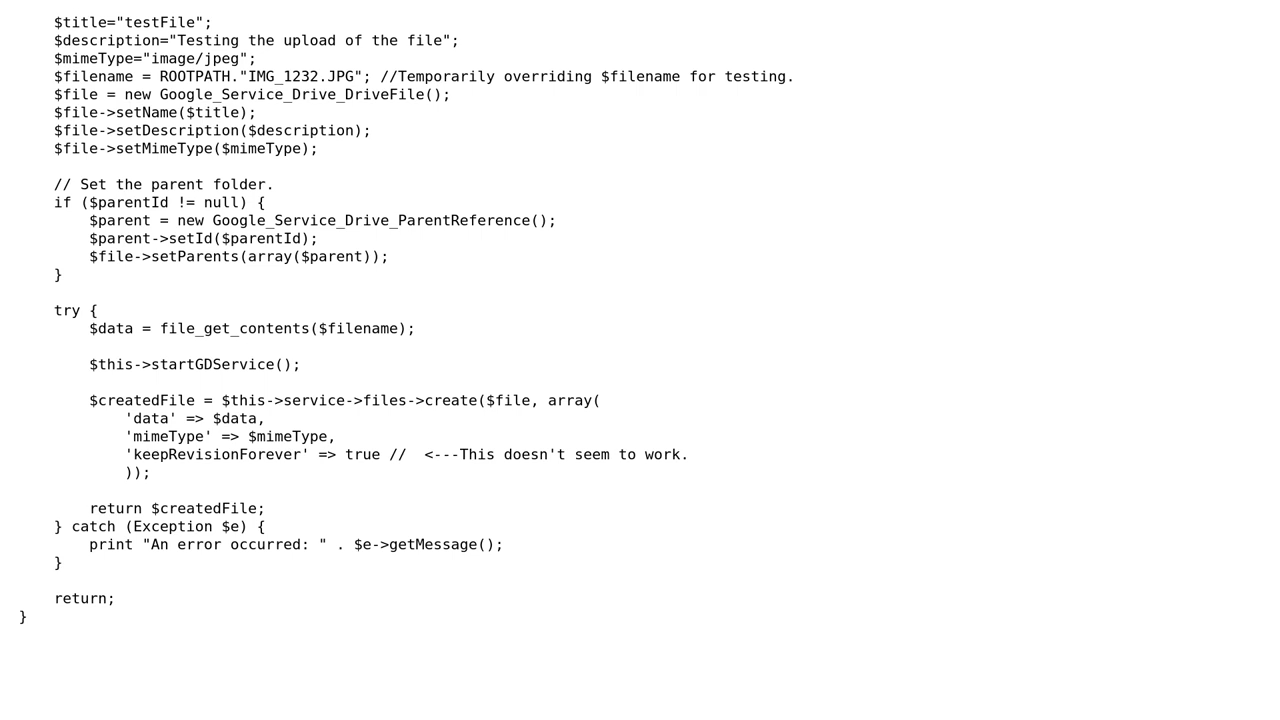 $title="testFile";
$description="Testing the upload of the file";
$mimeType="image/jpeg";
$filename = ROOTPATH."IMG_1232.JPG"; //Temporarily overriding $filename for testing.
$file = new Google_Service_Drive_DriveFile();
$file->setName($title);
$file->setDescription($description);
$file->setMimeType($mimeType);
// Set the parent folder.
if ($parentId != null) {
$parent = new Google_Service_Drive_ParentReference();
$parent->setId($parentId);
$file->setParents(array($parent));
}
try {
$data = file_get_contents($filename);
$this->startGDService();
$createdFile = $this->service->files->create($file, array(
'data' => $data,
'mimeType' => $mimeType,
'keepRevisionForever' => true //  <---This doesn't seem to work.
));
return $createdFile;
} catch (Exception $e) {
print "An error occurred: " . $e->getMessage();
}
return;
}